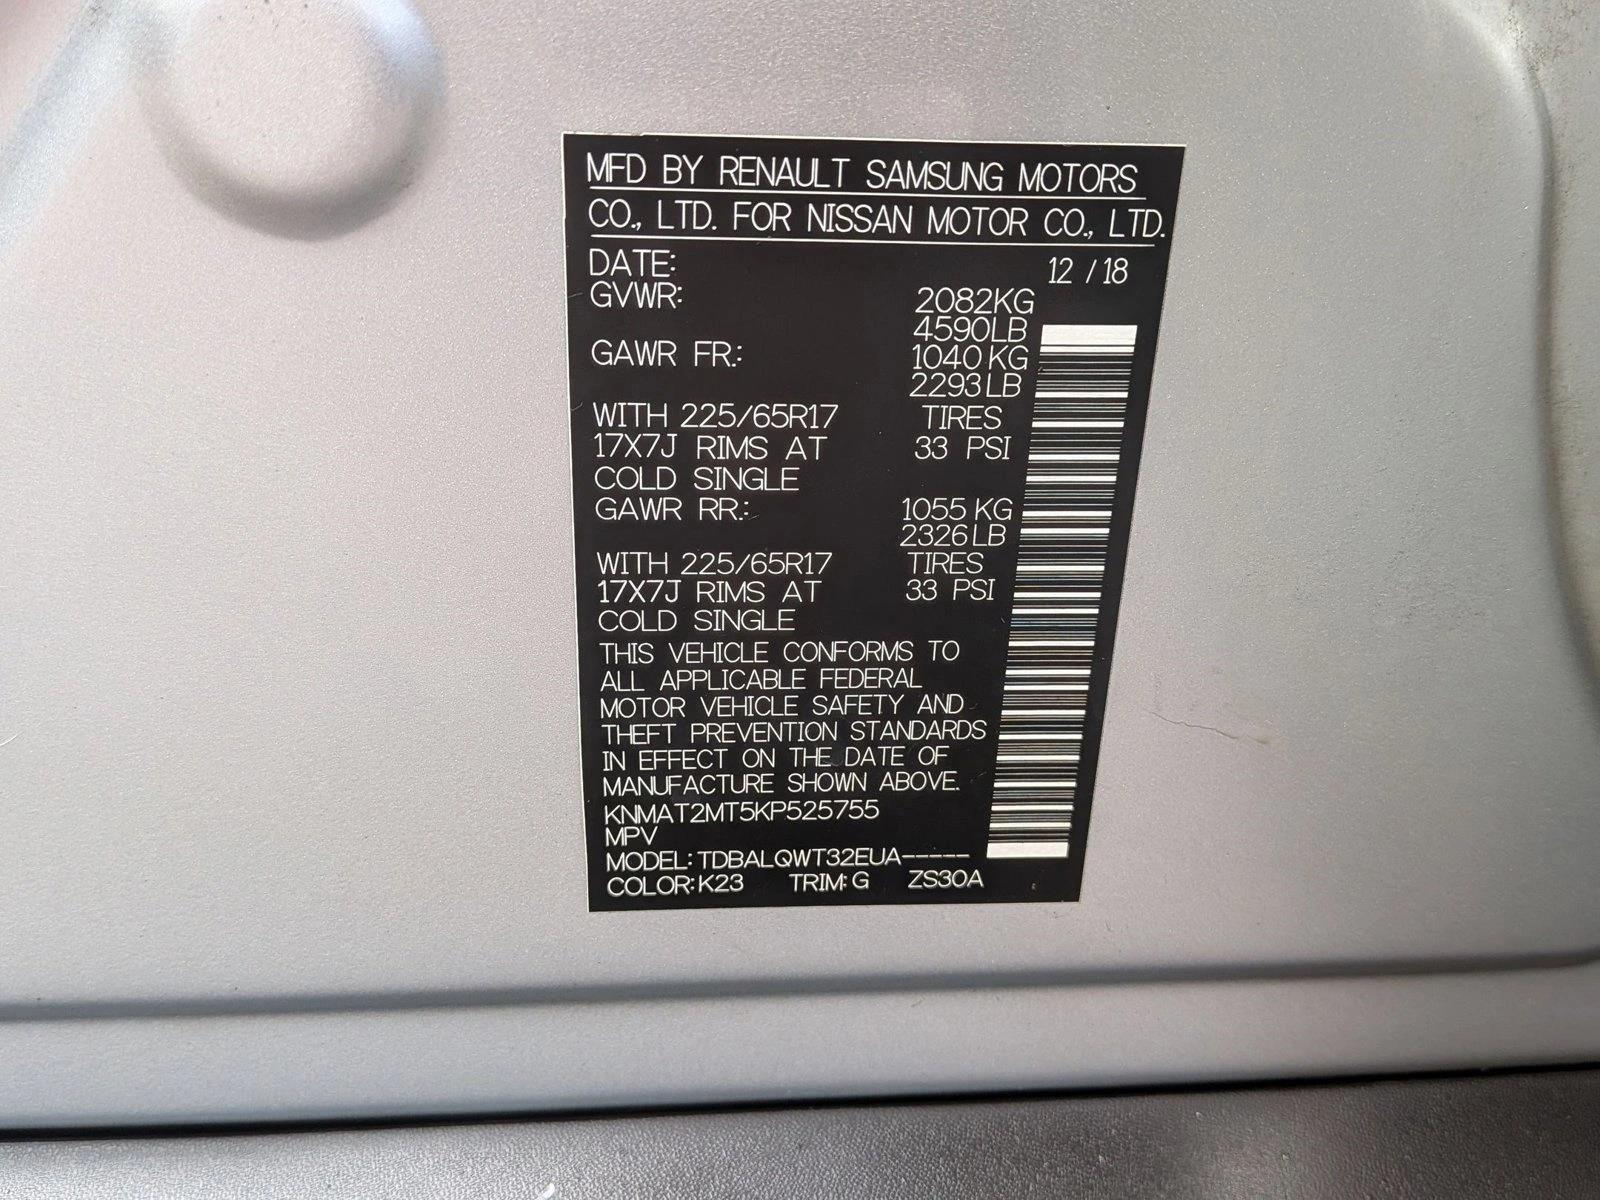 MFD BY RENAULT SAMSUNG MOTORS
CO., LTD. FOR NISSAN MOTOR CO., LTD.
DATE: 12 / 18
GVWR: 2082KG
4590LB
GAWR FR.: 1040 KG
2293LB
WITH 225/65R17 TIRES
17X7J RIMS AT 33 PSI
COLD SINGLE
GAWR RR.: 1055 KG
2326LB
WITH 225/65R17 TIRES
17X7J RIMS AT 33 PSI
COLD SINGLE
THIS VEHICLE CONFORMS TO
ALL APPLICABLE FEDERAL
MOTOR VEHICLE SAFETY AND
THEFT PREVENTION STANDARDS
IN EFFECT ON THE DATE OF
MANUFACTURE SHOWN ABOVE.
KNMAT2MT5KP525755
MPV
MODEL: TDBALQWT32EUA-----
COLOR: K23 TRIM: G ZS30A